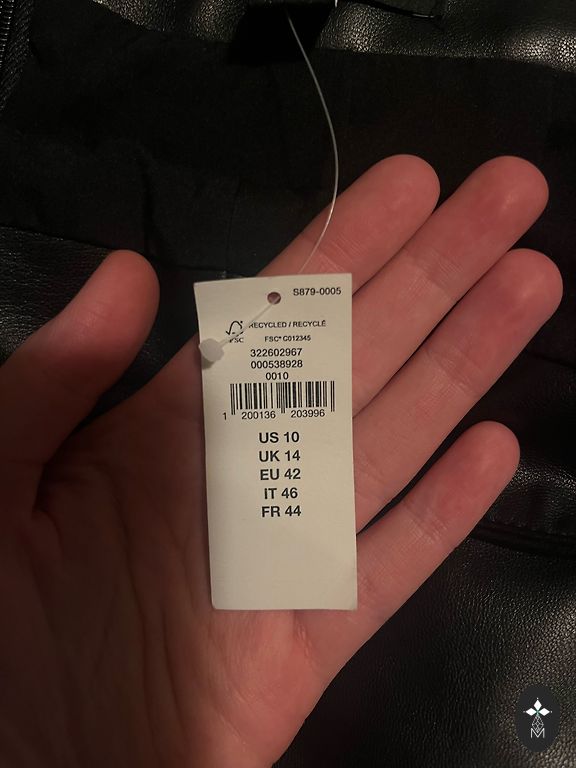 S879-0005
RECYCLED / RECYCLÉ
FSC
FSC® C012345
322602967
000538928
0010
1 200136 203996
US 10
UK 14
EU 42
IT 46
FR 44
M